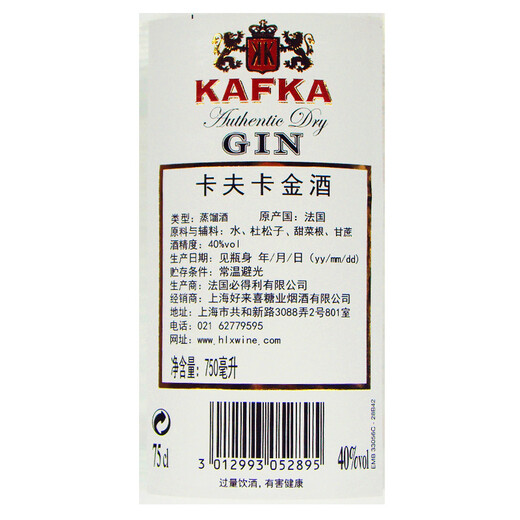 KK
KAFKA
Authentic Dry
GIN
卡夫卡金酒
类型: 蒸馏酒 原产国: 法国
原料与辅料: 水、杜松子、甜菜根、甘蔗
酒精度: 40%vol
生产日期: 见瓶身 年/月/日 (yy/mm/dd)
贮存条件: 常温避光
生产商: 法国必得利有限公司
经销商: 上海好来喜糖业烟酒有限公司
地址: 上海市共和新路3088弄2号801室
电话: 021 62779595
网址: www.hlxwine.com
净含量: 750毫升
75 cl
3 012993 052895
40%vol
EMB 33056C - 28B42
过量饮酒, 有害健康